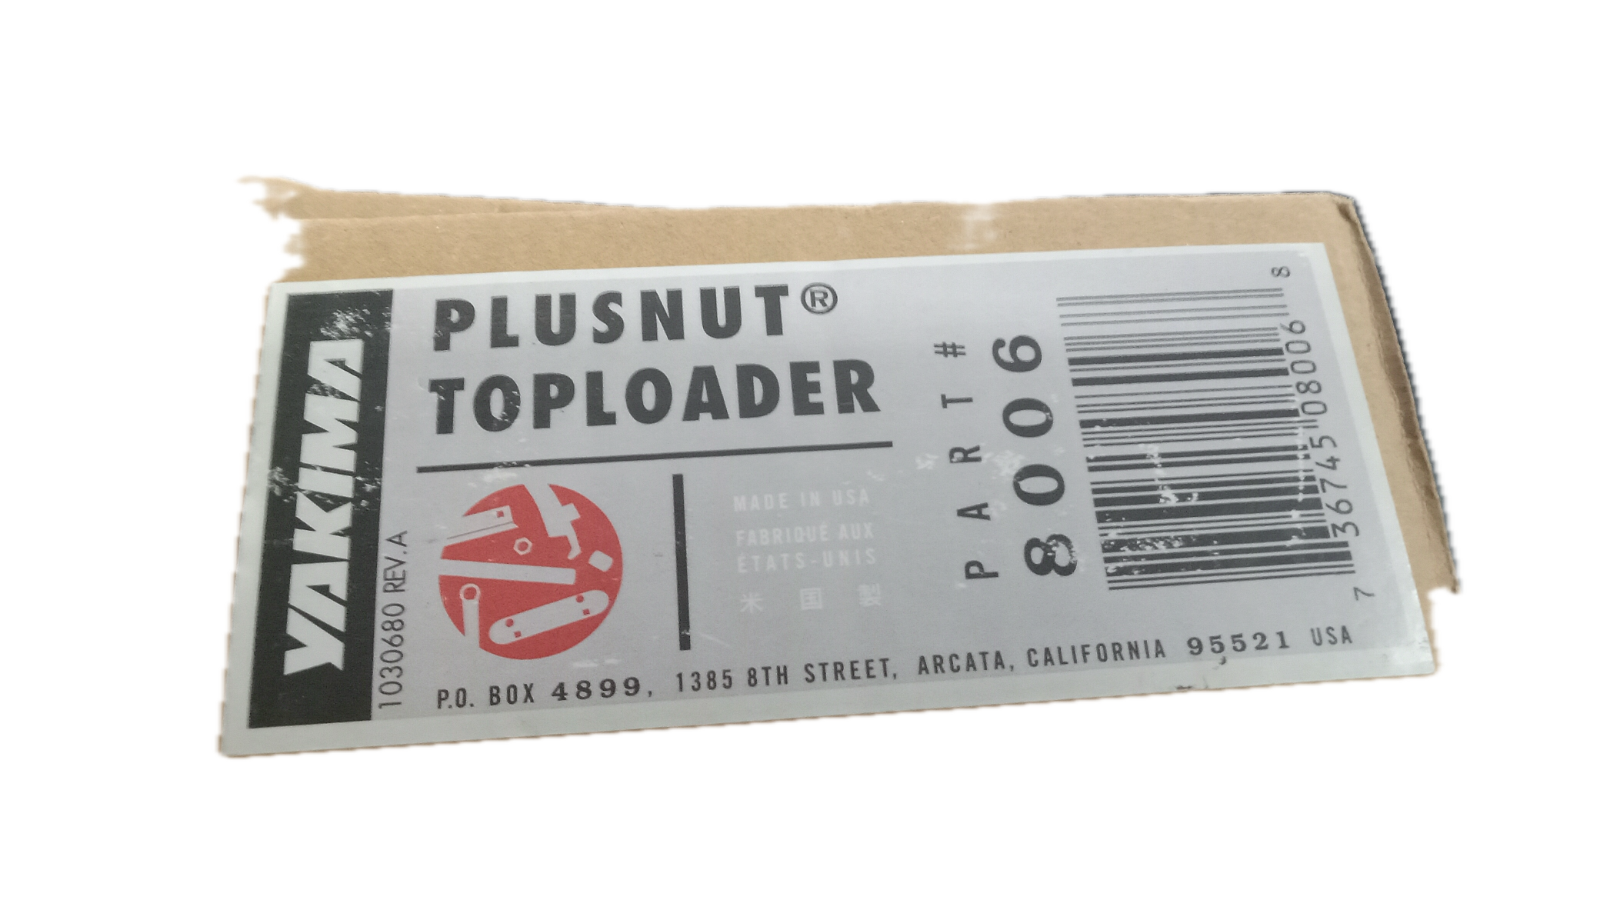 YAKIMA
1030680 REV.A
PLUSNUT®
TOPLOADER
MADE IN USA
FABRIQUÉ AUX
ÉTATS-UNIS
米国製
PART#
8006
7 36745 08006 8
P.O. BOX 4899, 1385 8TH STREET, ARCATA, CALIFORNIA 95521 USA